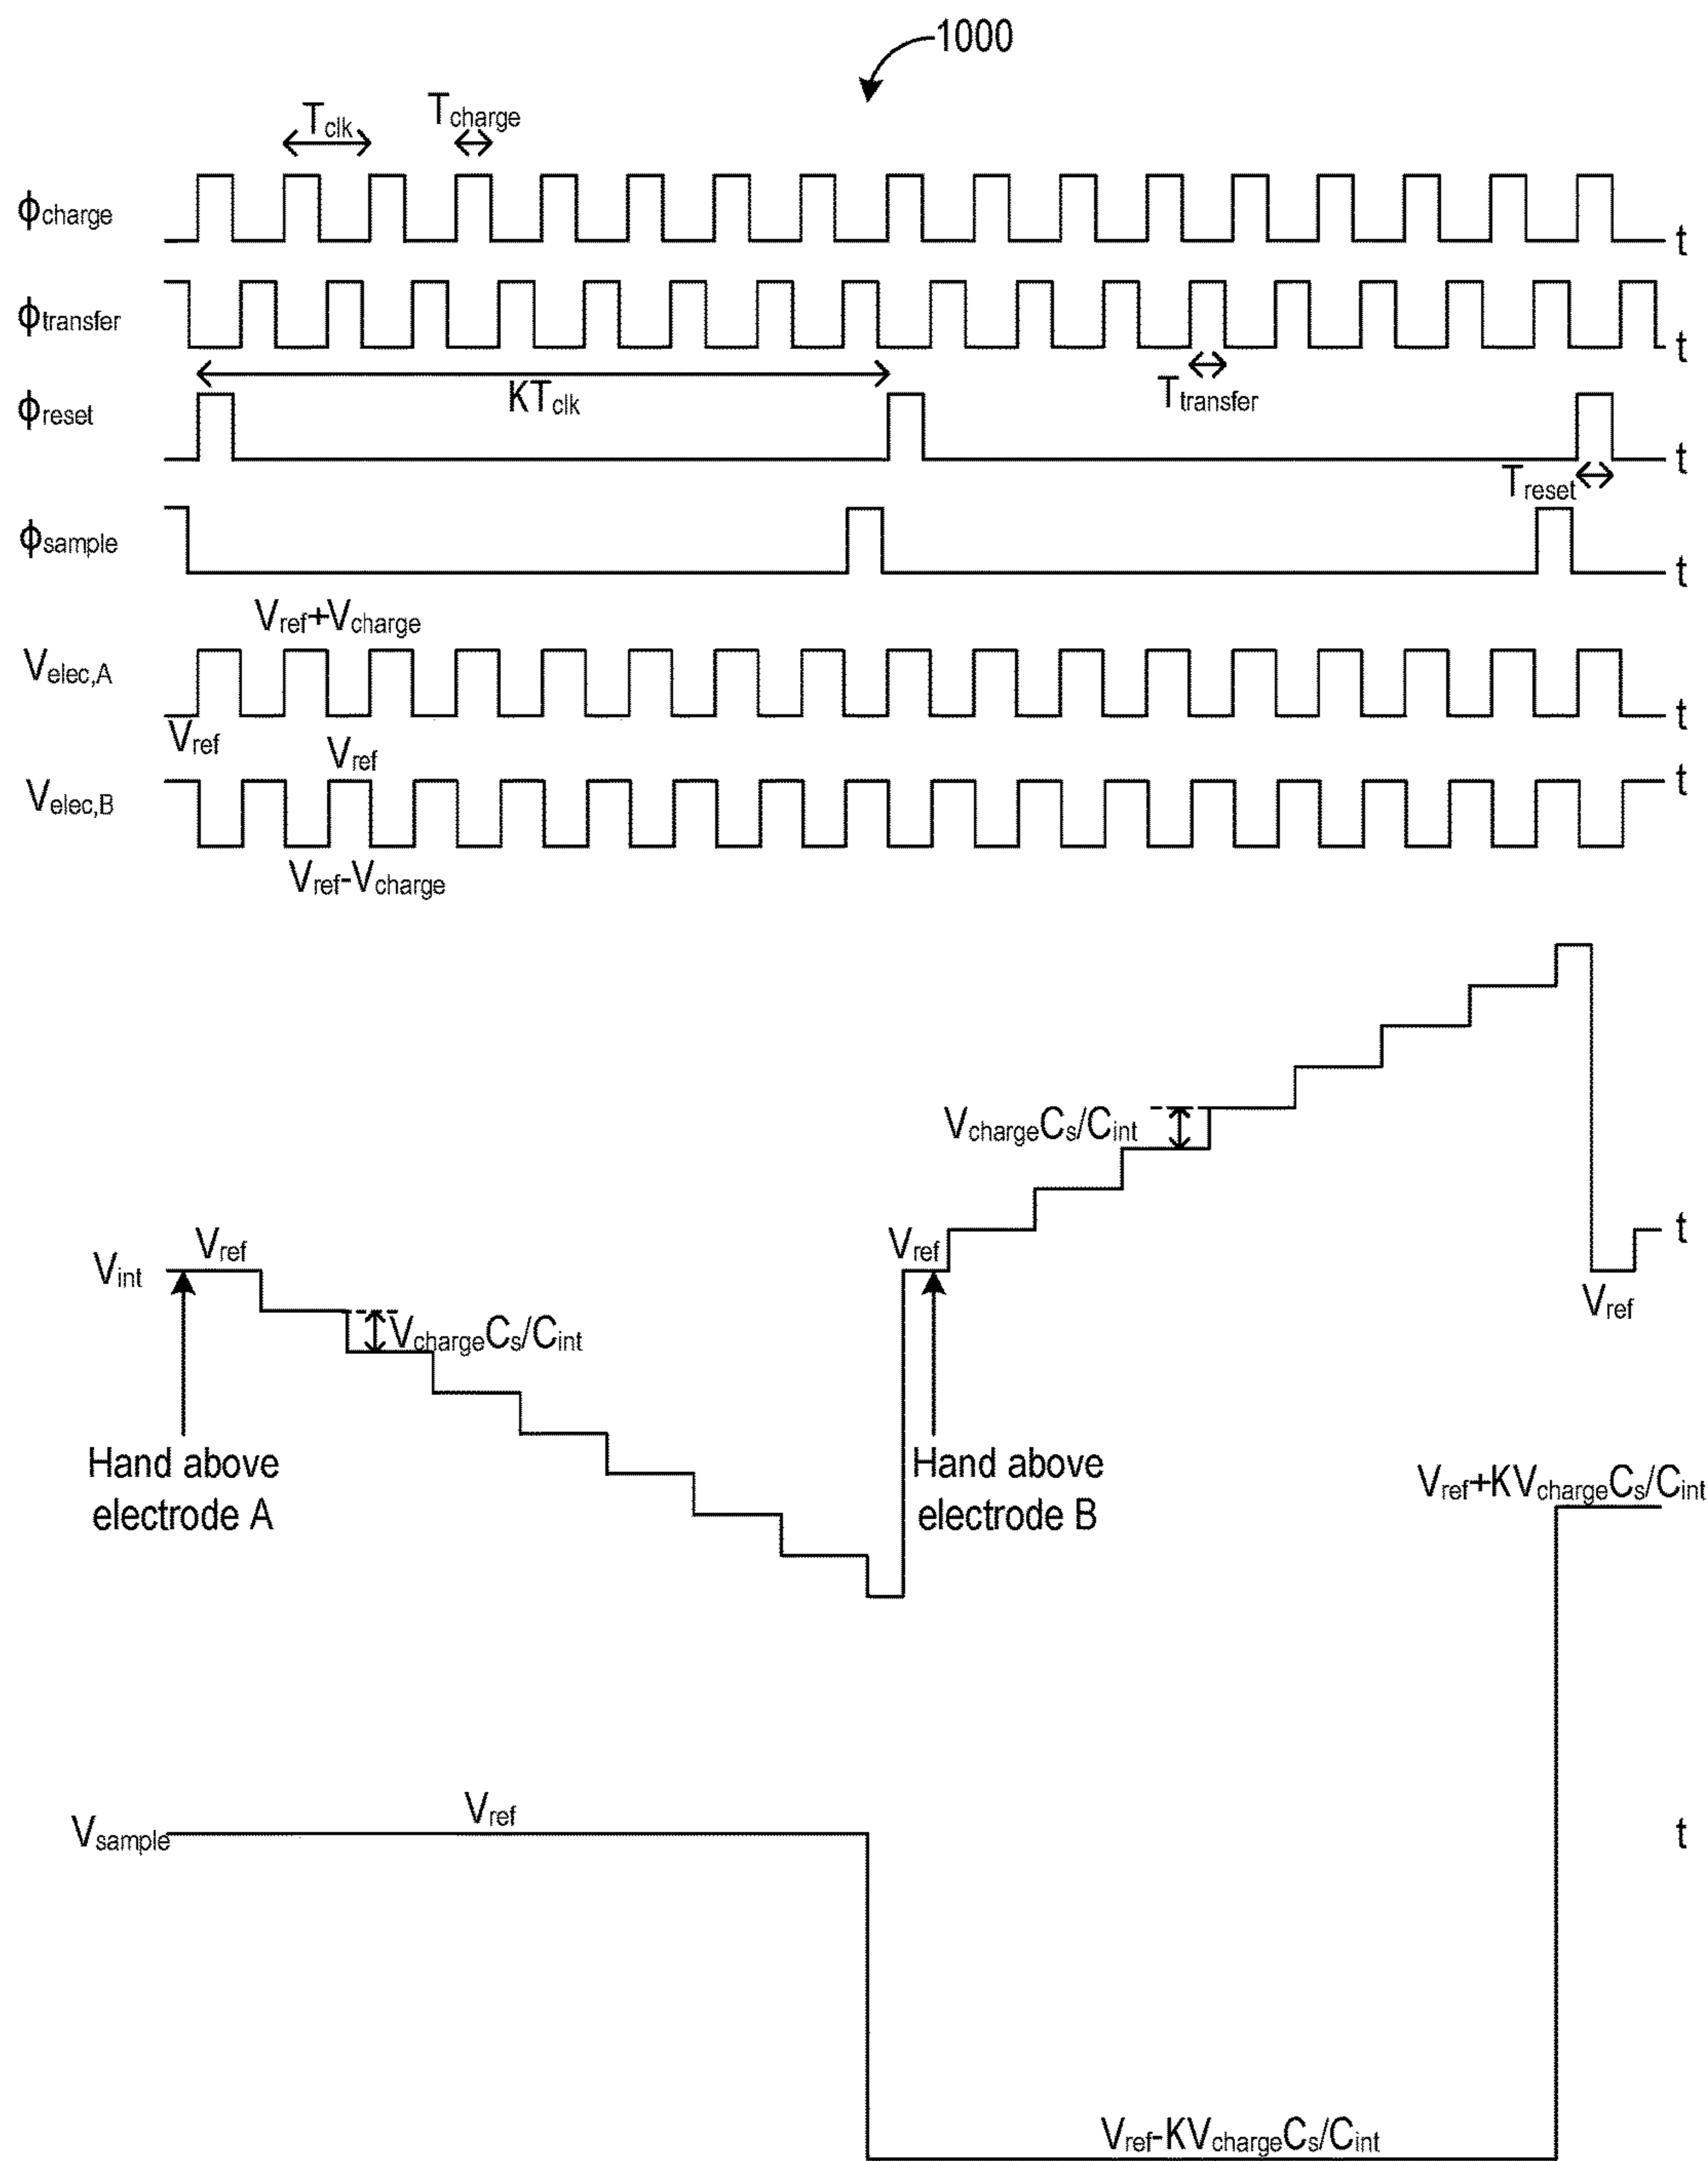 1000
Tclk
Tcharge
ϕcharge
t
ϕtransfer
t
KTclk
Ttransfer
ϕreset
t
Treset
ϕsample
t
Vref+Vcharge
Velec,A
t
Vref
Vref
Velec,B
t
Vref-Vcharge
VchargeCs/Cint
Vref
Vref
t
Vint
Vref
VchargeCs/Cint
Hand above
electrode A
Hand above
electrode B
Vref+KVchargeCs/Cint
Vref
Vsample
t
Vref-KVchargeCs/Cint